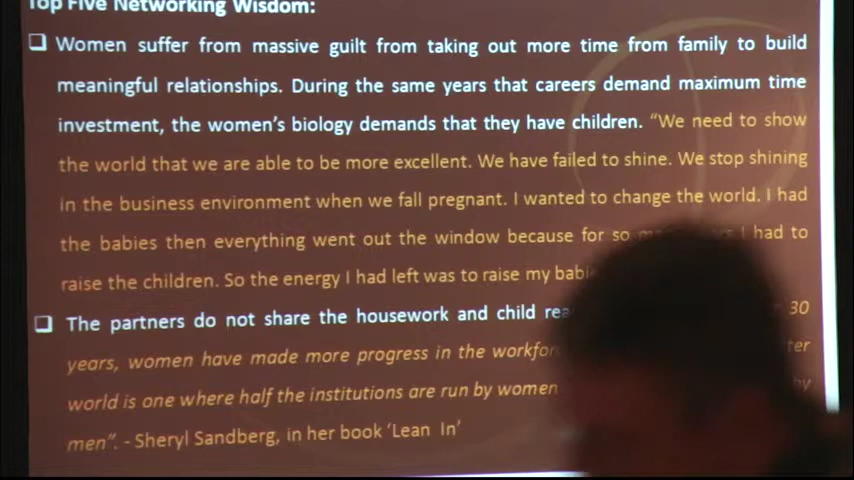 Top Five Networking Wisdom:
❑ Women suffer from massive guilt from taking out more time from family to build
meaningful relationships. During the same years that careers demand maximum time
investment, the women's biology demands that they have children. “We need to show
the world that we are able to be more excellent. We have failed to shine. We stop shining
in the business environment when we fall pregnant. I wanted to change the world. I had
the babies then everything went out the window because for so I had to
raise the children. So the energy I had left was to raise my
❑ The partners do not share the housework and child 30
years, women have made more progress in the
world is one where half the institutions are run by women
men”. - Sheryl Sandberg, in her book ‘Lean In’